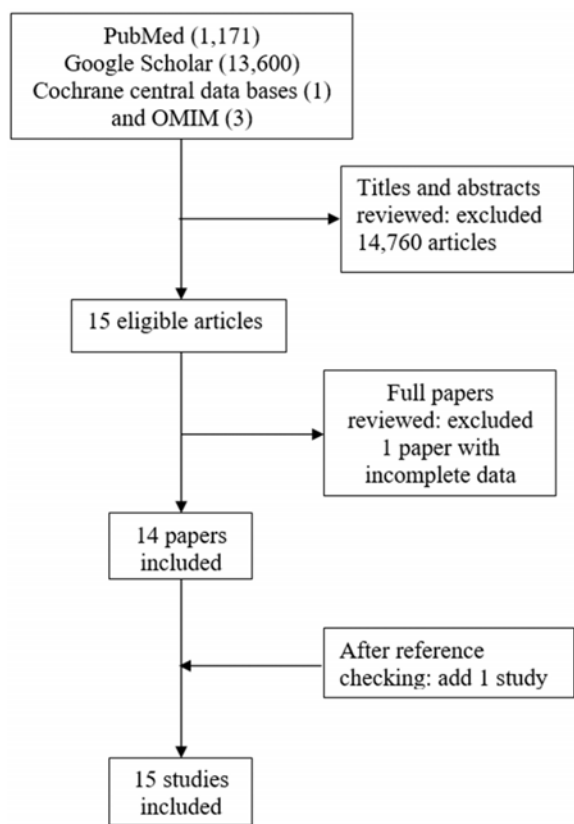 PubMed (1,171)
Google Scholar (13,600)
Cochrane central data bases (1)
and OMIM (3)
Titles and abstracts
reviewed: excluded
14,760 articles
15 eligible articles
Full papers
reviewed: excluded
1 paper with
incomplete data
14 papers
included
After reference
checking: add 1 study
15 studies
included